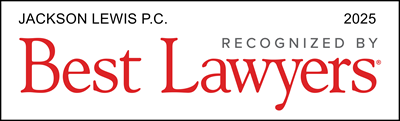 JACKSON LEWIS P.C. 2025
RECOGNIZED BY
Best Lawyers®